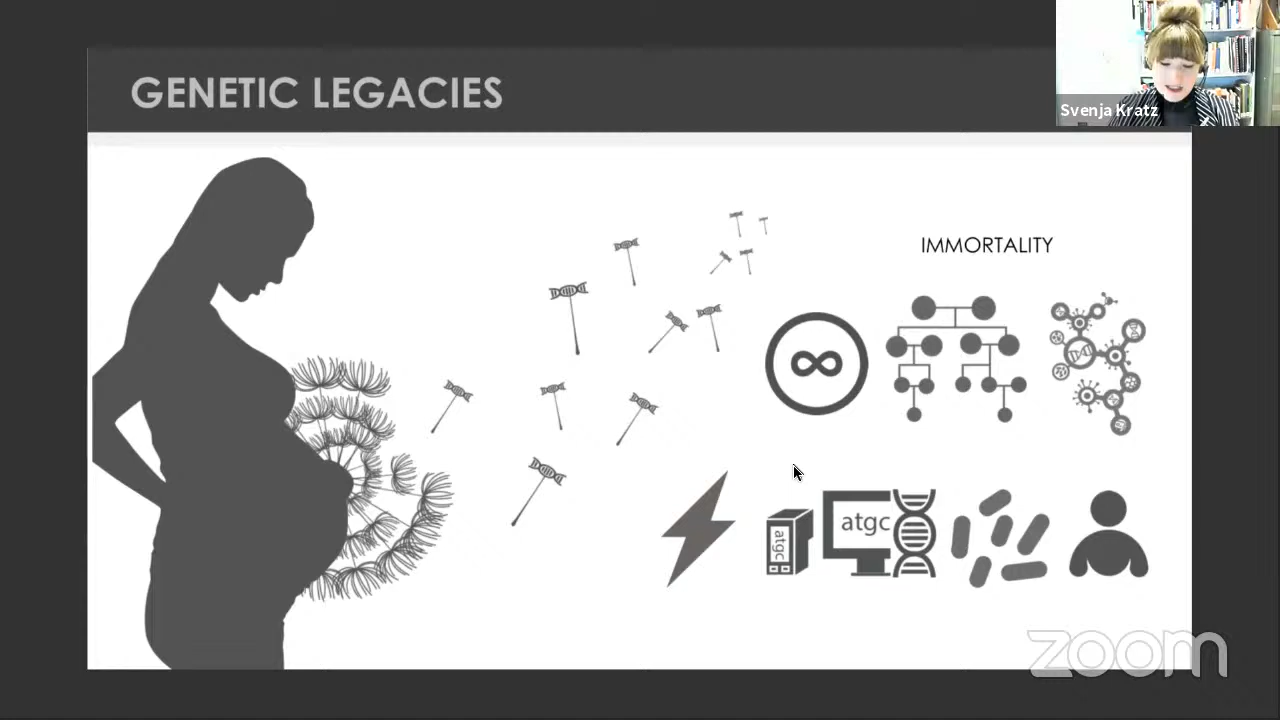 GENETIC LEGACIES
Svenja Kratz
IMMORTALITY
atgc
atgc
zoom